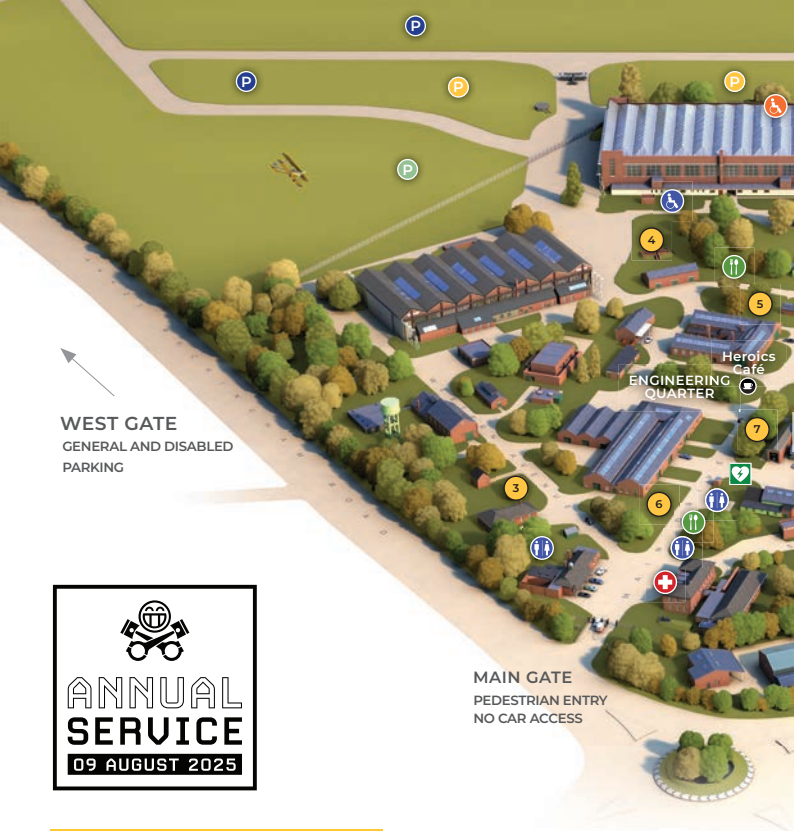 P
P
P
P
P
4
5
Heroics
Café
ENGINEERING
QUARTER
7
WEST GATE
GENERAL AND DISABLED
PARKING
3
6
MAIN GATE
PEDESTRIAN ENTRY
NO CAR ACCESS
ANNUAL
SERVICE
09 AUGUST 2025